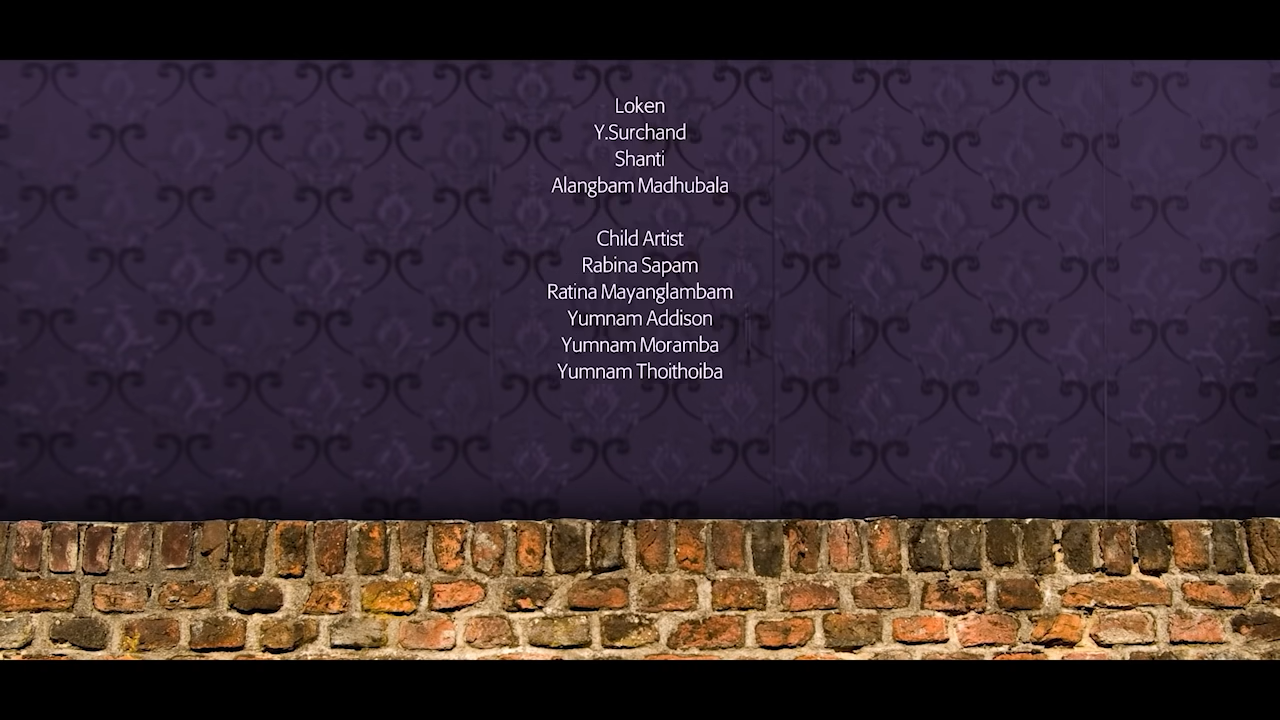 Loken
Y.Surchand
Shanti
Alangbam Madhubala
Child Artist
Rabina Sapam
Ratina Mayanglambam
Yumnam Addison
Yumnam Moramba
Yumnam Thoithoiba